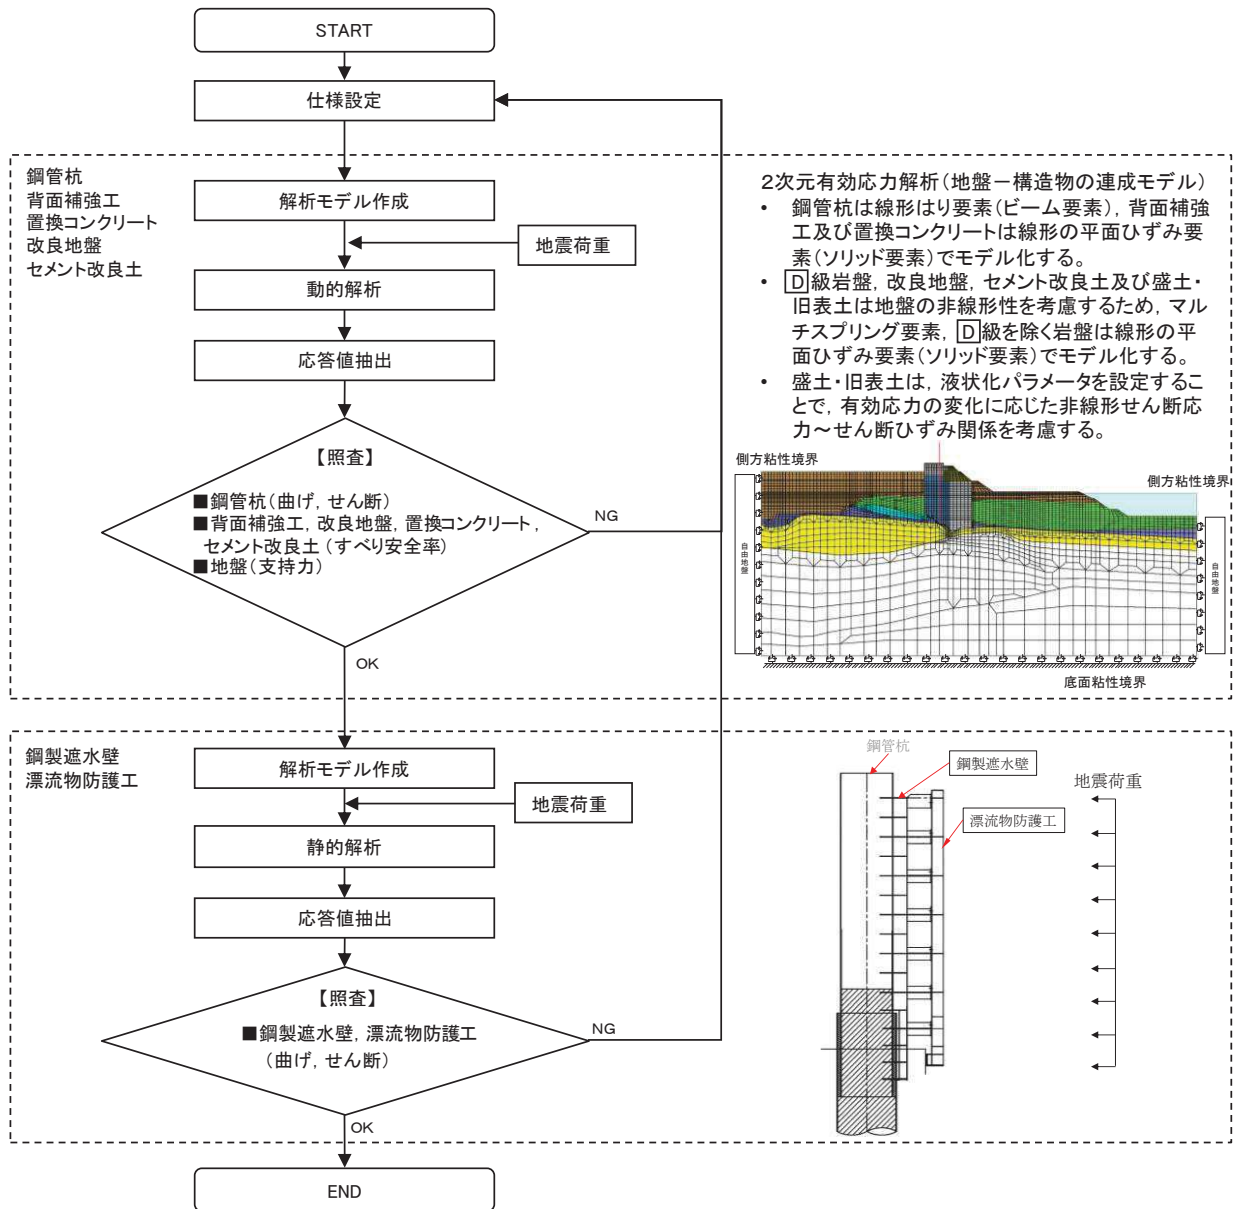 START
仕様設定
鋼管杭
背面補強工
置換コンクリート
改良地盤
セメント改良土
解析モデル作成
地震荷重
動的解析
応答値抽出
【照査】
■鋼管杭(曲げ, せん断)
■背面補強工, 改良地盤, 置換コンクリート,
セメント改良土 (すべり安全率)
■地盤(支持力)
NG
OK
2次元有効応力解析(地盤－構造物の連成モデル)
• 鋼管杭は線形はり要素(ビーム要素), 背面補強
工及び置換コンクリートは線形の平面ひずみ要
素(ソリッド要素)でモデル化する。
• D級岩盤, 改良地盤, セメント改良土及び盛土・
旧表土は地盤の非線形性を考慮するため, マル
チスプリング要素, D級を除く岩盤は線形の平
面ひずみ要素(ソリッド要素)でモデル化する。
• 盛土・旧表土は, 液状化パラメータを設定するこ
とで, 有効応力の変化に応じた非線形せん断応
力～せん断ひずみ関係を考慮する。
側方粘性境界
側方粘性境界
自由地盤
自由地盤
底面粘性境界
鋼製遮水壁
漂流物防護工
解析モデル作成
地震荷重
静的解析
応答値抽出
【照査】
■鋼製遮水壁, 漂流物防護工
(曲げ, せん断)
NG
OK
鋼管杭
鋼製遮水壁
漂流物防護工
地震荷重
END